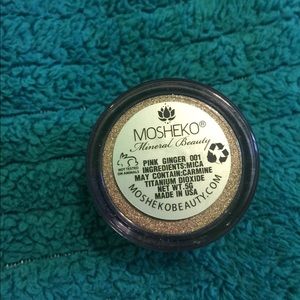 MOSHEKO®
Mineral Beauty
NOT TESTED
ON ANIMALS
PINK GINGER 001
INGREDIENTS:MICA
MAY CONTAIN:CARMINE
TITANIUM DIOXIDE
NET WT.5G
MADE IN USA
MOSHEKOBEAUTY.COM